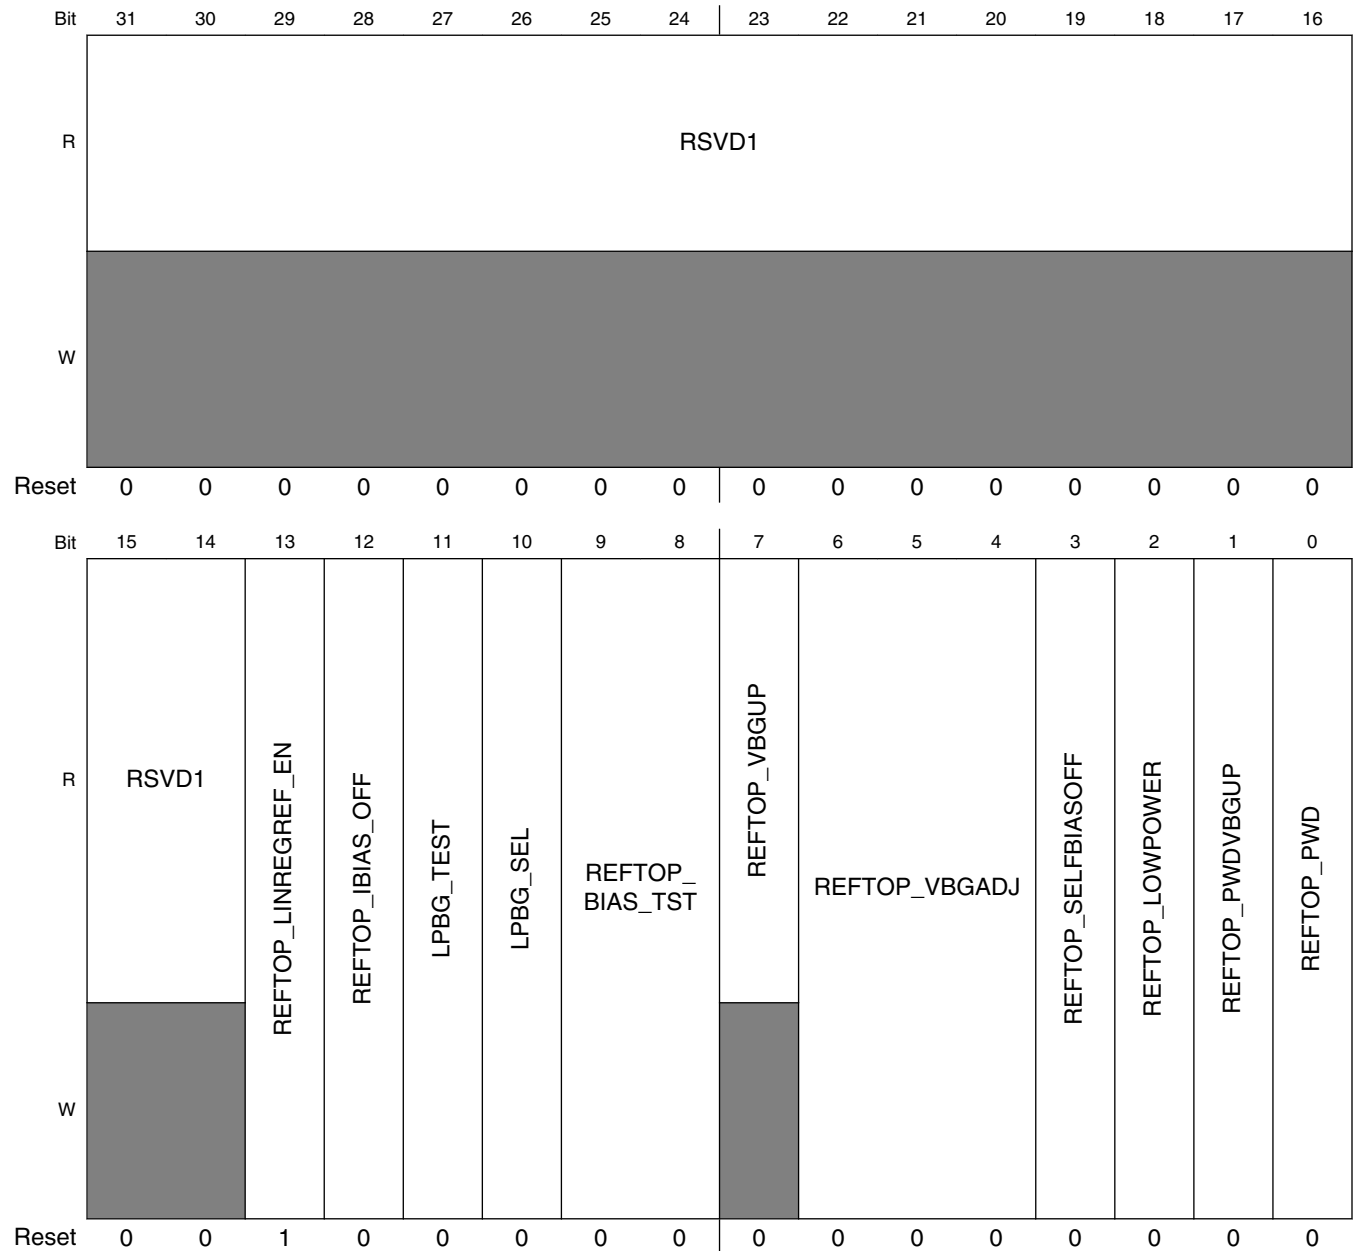 Bit 31 30 29 28 27 26 25 24 23 22 21 20 19 18 17 16
R RSVD1
W
Reset 0 0 0 0 0 0 0 0 0 0 0 0 0 0 0 0
Bit 15 14 13 12 11 10 9 8 7 6 5 4 3 2 1 0
R RSVD1
REFTOP_LINREGREF_EN
REFTOP_IBIAS_OFF
LPBG_TEST
LPBG_SEL
REFTOP_
BIAS_TST
REFTOP_VBGUP
REFTOP_VBGADJ
REFTOP_SELFBIASOFF
REFTOP_LOWPOWER
REFTOP_PWDVBGUP
REFTOP_PWD
W
Reset 0 0 1 0 0 0 0 0 0 0 0 0 0 0 0 0